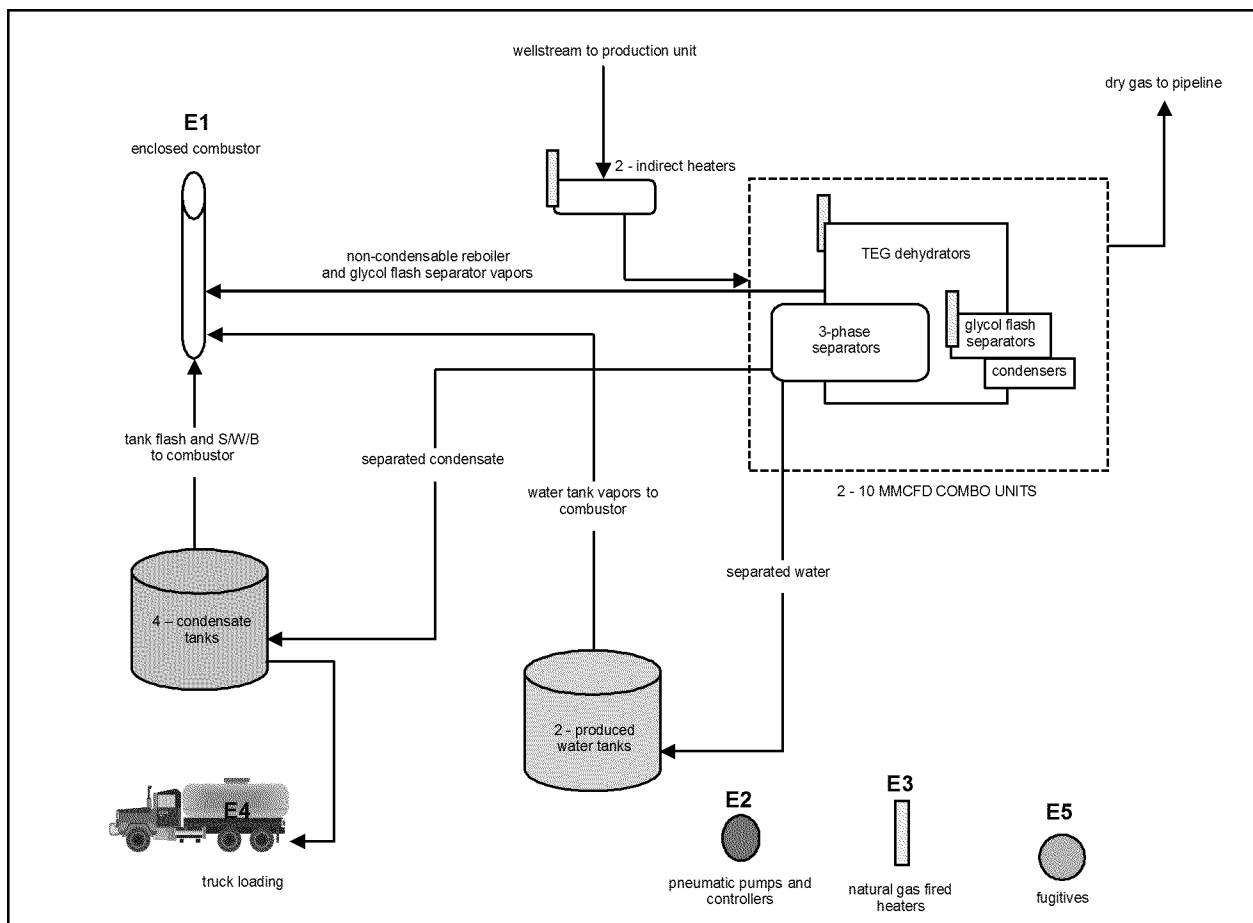 wellstream to production unit
dry gas to pipeline
E1
enclosed combustor
2 - indirect heaters
TEG dehydrators
non-condensable reboiler
and glycol flash separator vapors
3-phase
separators
glycol flash
separators
condensers
tank flash and S/W/B
to combustor
separated condensate
water tank vapors to
combustor
2 - 10 MMCFD COMBO UNITS
separated water
4 – condensate
tanks
2 - produced
water tanks
E4
truck loading
E2
pneumatic pumps and
controllers
E3
natural gas fired
heaters
E5
fugitives